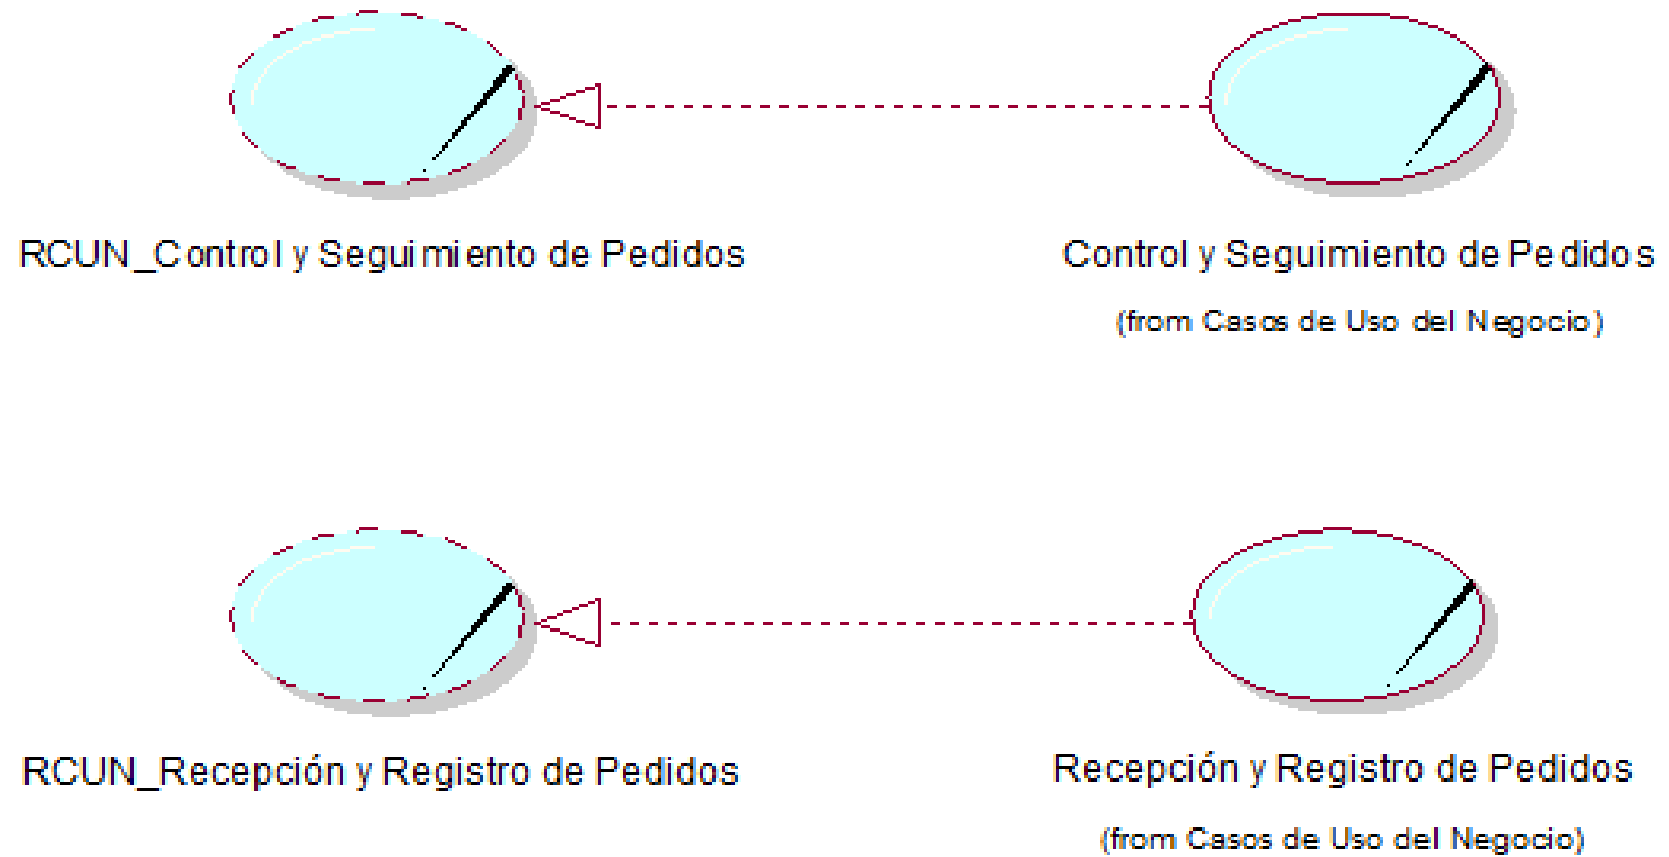 RCUN_Control y Seguimiento de Pedidos
Control y Seguimiento de Pedidos
(from Casos de Uso del Negocio)
RCUN_Recepción y Registro de Pedidos
Recepción y Registro de Pedidos
(from Casos de Uso del Negocio)